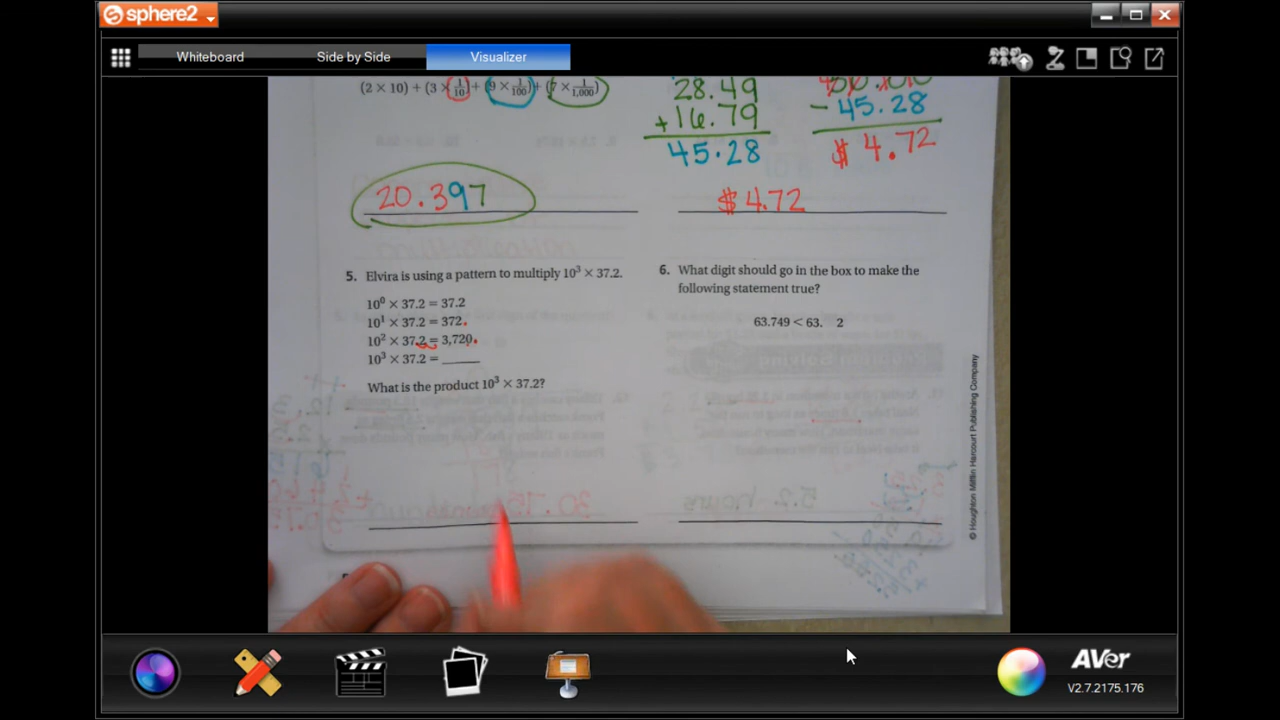 sphere2
Whiteboard
Side by Side
Visualizer
(2 × 10) + (3 × 1/10) + (9 × 1/100) + (7 × 1/1,000)
28.49
+ 16.79
45.28
- 45.28
$ 4.72
20.397
$4.72
5. Elvira is using a pattern to multiply 10³ × 37.2.
10⁰ × 37.2 = 37.2
10¹ × 37.2 = 372.
10² × 37.2 = 3,720.
10³ × 37.2 = ____
What is the product 10³ × 37.2?
6. What digit should go in the box to make the
following statement true?
63.749 < 63. 2
© Houghton Mifflin Harcourt Publishing Company
AVer
V2.7.2175.176